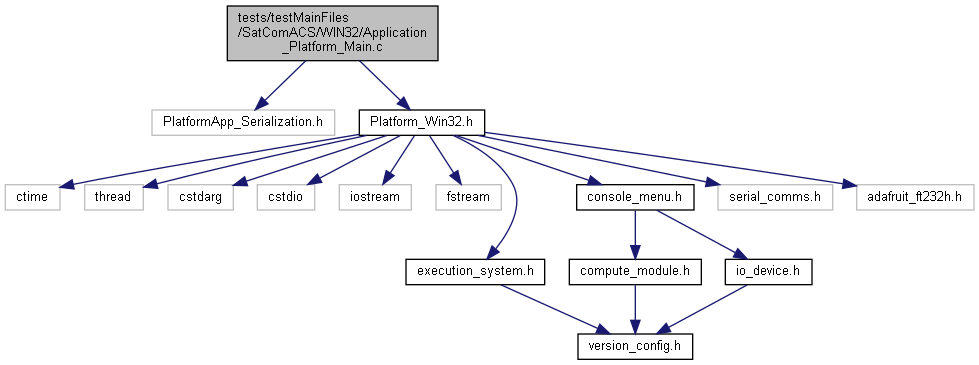 tests/testMainFiles
/SatComACS/WIN32/Application
_Platform_Main.c
PlatformApp_Serialization.h
Platform_Win32.h
ctime
thread
cstdarg
cstdio
iostream
fstream
console_menu.h
serial_comms.h
adafruit_ft232h.h
execution_system.h
compute_module.h
io_device.h
version_config.h